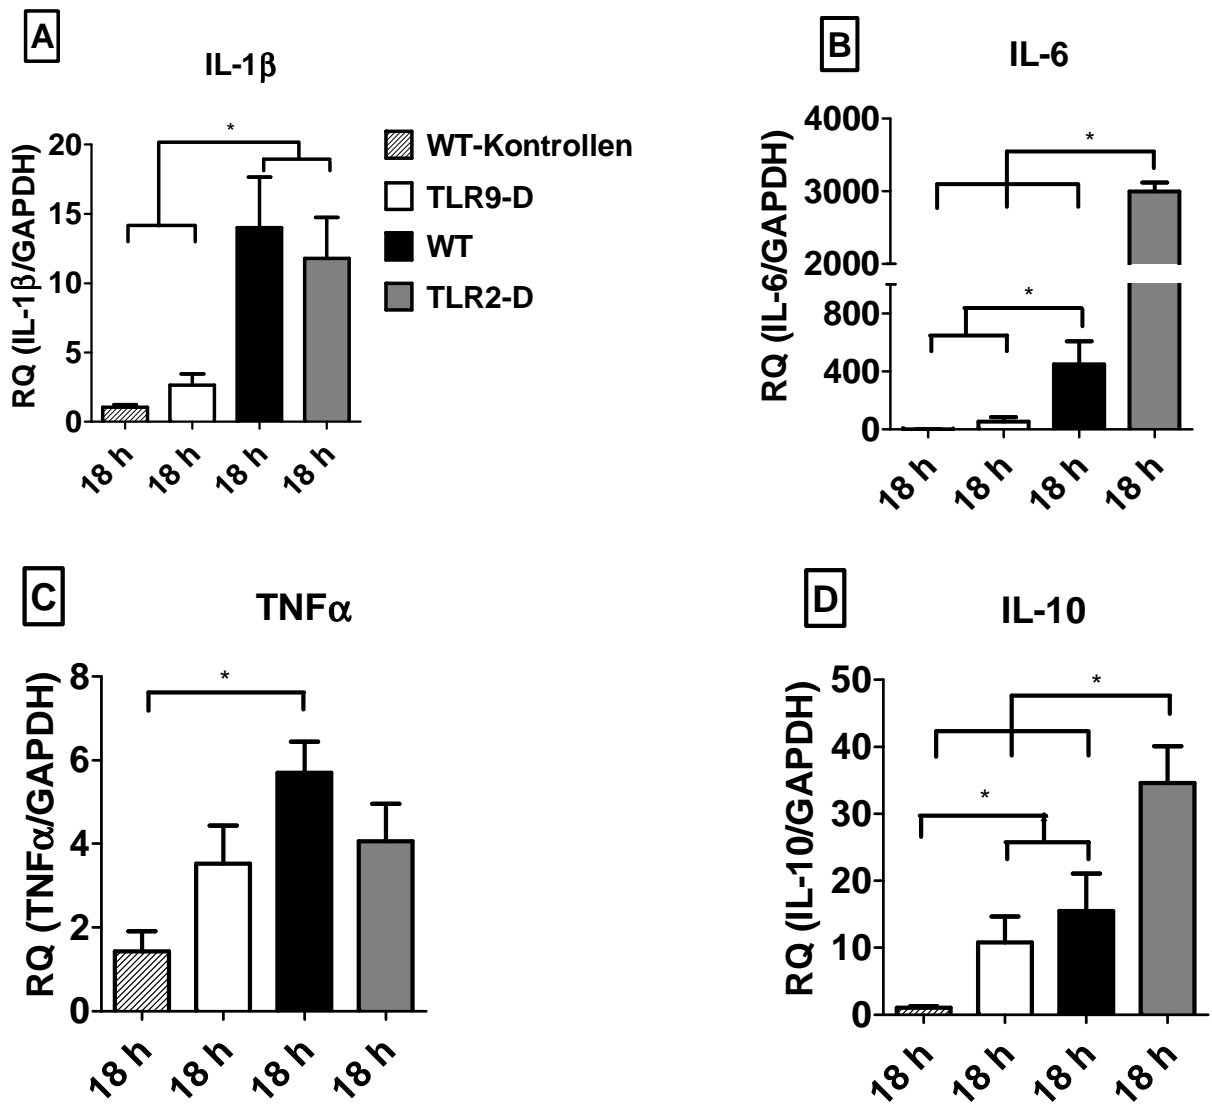 A
IL-1β
RQ (IL-1β/GAPDH)
20
15
10
5
0
*
18 h
18 h
18 h
18 h
WT-Kontrollen
TLR9-D
WT
TLR2-D
B
IL-6
RQ (IL-6/GAPDH)
4000
3000
2000
800
400
0
*
*
18 h
18 h
18 h
18 h
C
TNFα
RQ (TNFα/GAPDH)
8
6
4
2
0
*
18 h
18 h
18 h
18 h
D
IL-10
RQ (IL-10/GAPDH)
50
40
30
20
10
0
*
*
*
18 h
18 h
18 h
18 h